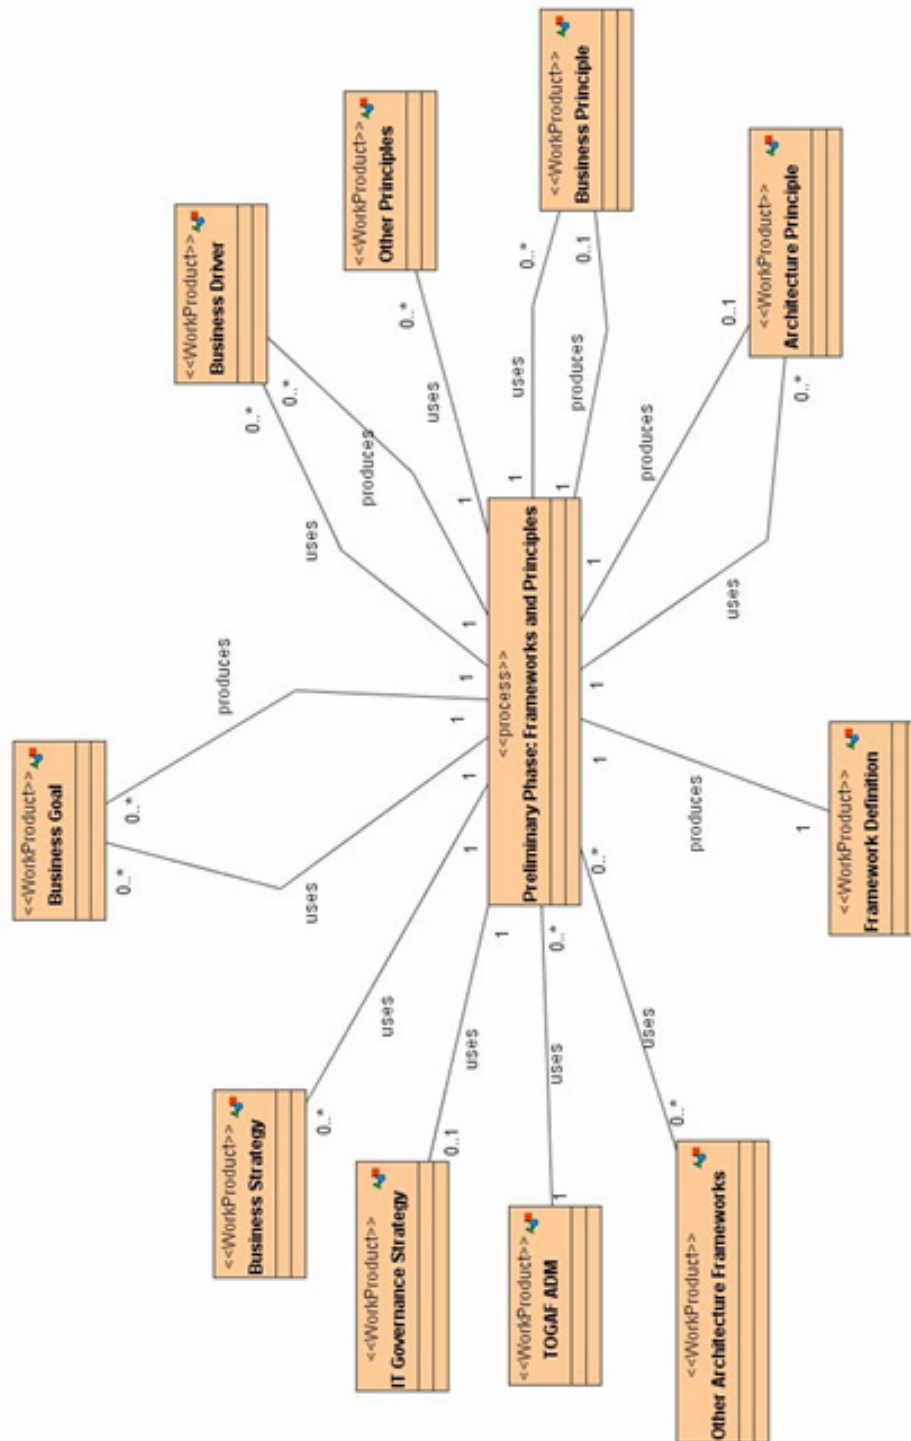 <<WorkProduct>>
Business Goal
0..*
0..*
produces
<<WorkProduct>>
Business Driver
<<WorkProduct>>
Business Strategy
0..*
0..*
uses
uses
0..*
produces
<<WorkProduct>>
Other Principles
<<WorkProduct>>
IT Governance Strategy
uses
0..*
uses
0..1
1
1
1
1
1
1
uses
1
<<process>>
Preliminary Phase: Frameworks and Principles
1
uses
0..*
<<WorkProduct>>
Business Principle
<<WorkProduct>>
TOGAF ADM
1
uses
0..*
1
produces
0..1
1
1
1
0..*
uses
produces
0..*
<<WorkProduct>>
Other Architecture Frameworks
produces
0..1
uses
<<WorkProduct>>
Architecture Principle
0..*
1
<<WorkProduct>>
Framework Definition